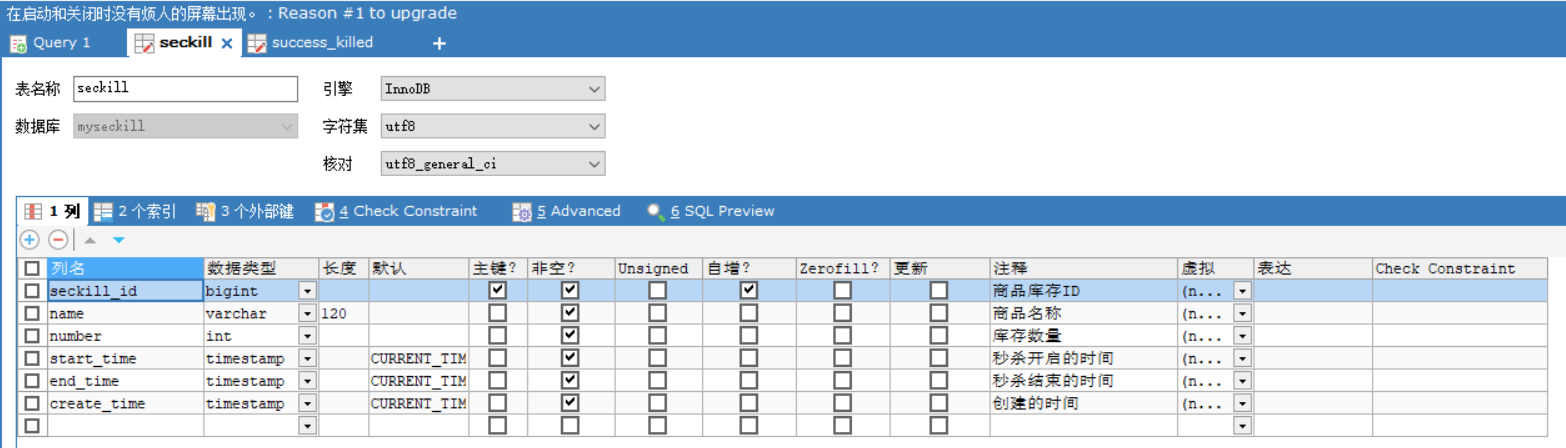 在启动和关闭时没有烦人的屏幕出现。 : Reason #1 to upgrade
Query 1 seckill success_killed
表名称 seckill 引擎 InnoDB
数据库 myseckill 字符集 utf8
核对 utf8_general_ci
1 列 2 个索引 3 个外部键 4 Check Constraint 5 Advanced 6 SQL Preview
列名 数据类型 长度 默认 主键? 非空? Unsigned 自增? Zerofill? 更新 注释 虚拟 表达 Check Constraint
seckill_id bigint 商品库存ID (n...
name varchar 120 商品名称 (n...
number int 库存数量 (n...
start_time timestamp CURRENT_TIM 秒杀开启的时间 (n...
end_time timestamp CURRENT_TIM 秒杀结束的时间 (n...
create_time timestamp CURRENT_TIM 创建的时间 (n...